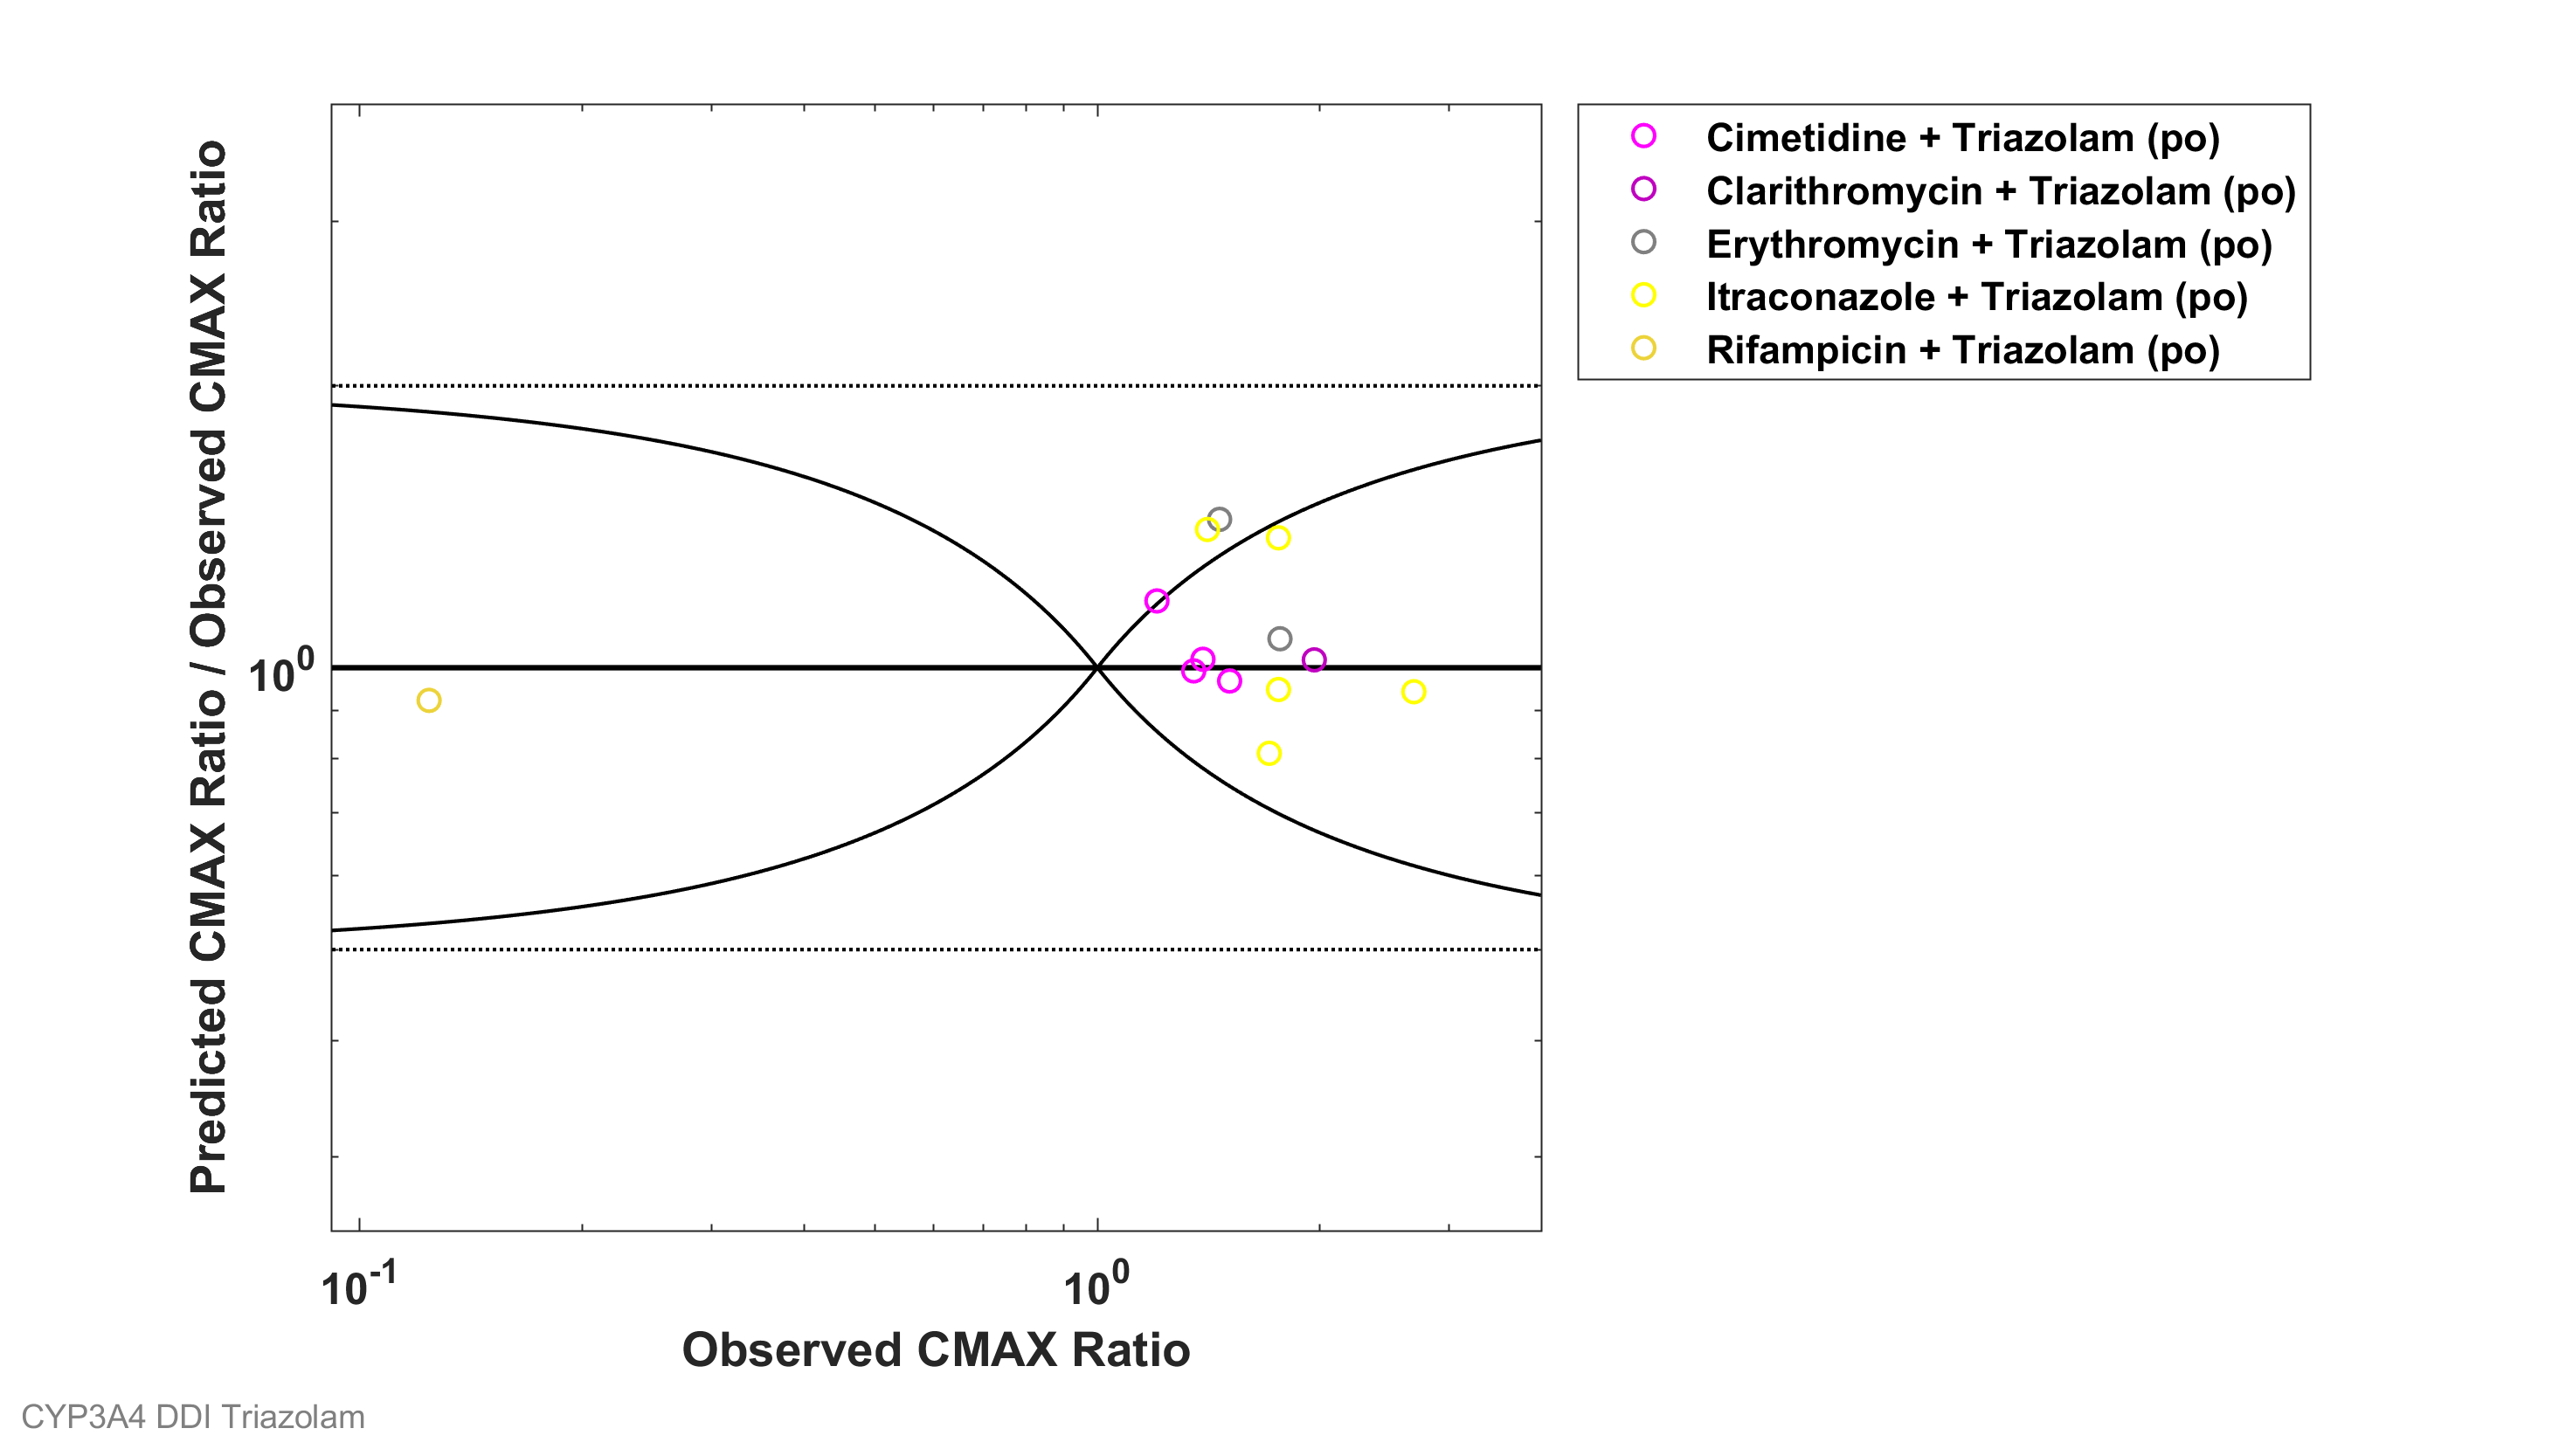 Predicted CMAX Ratio / Observed CMAX Ratio
10^0
10^-1
10^0
Observed CMAX Ratio
Cimetidine + Triazolam (po)
Clarithromycin + Triazolam (po)
Erythromycin + Triazolam (po)
Itraconazole + Triazolam (po)
Rifampicin + Triazolam (po)
CYP3A4 DDI Triazolam